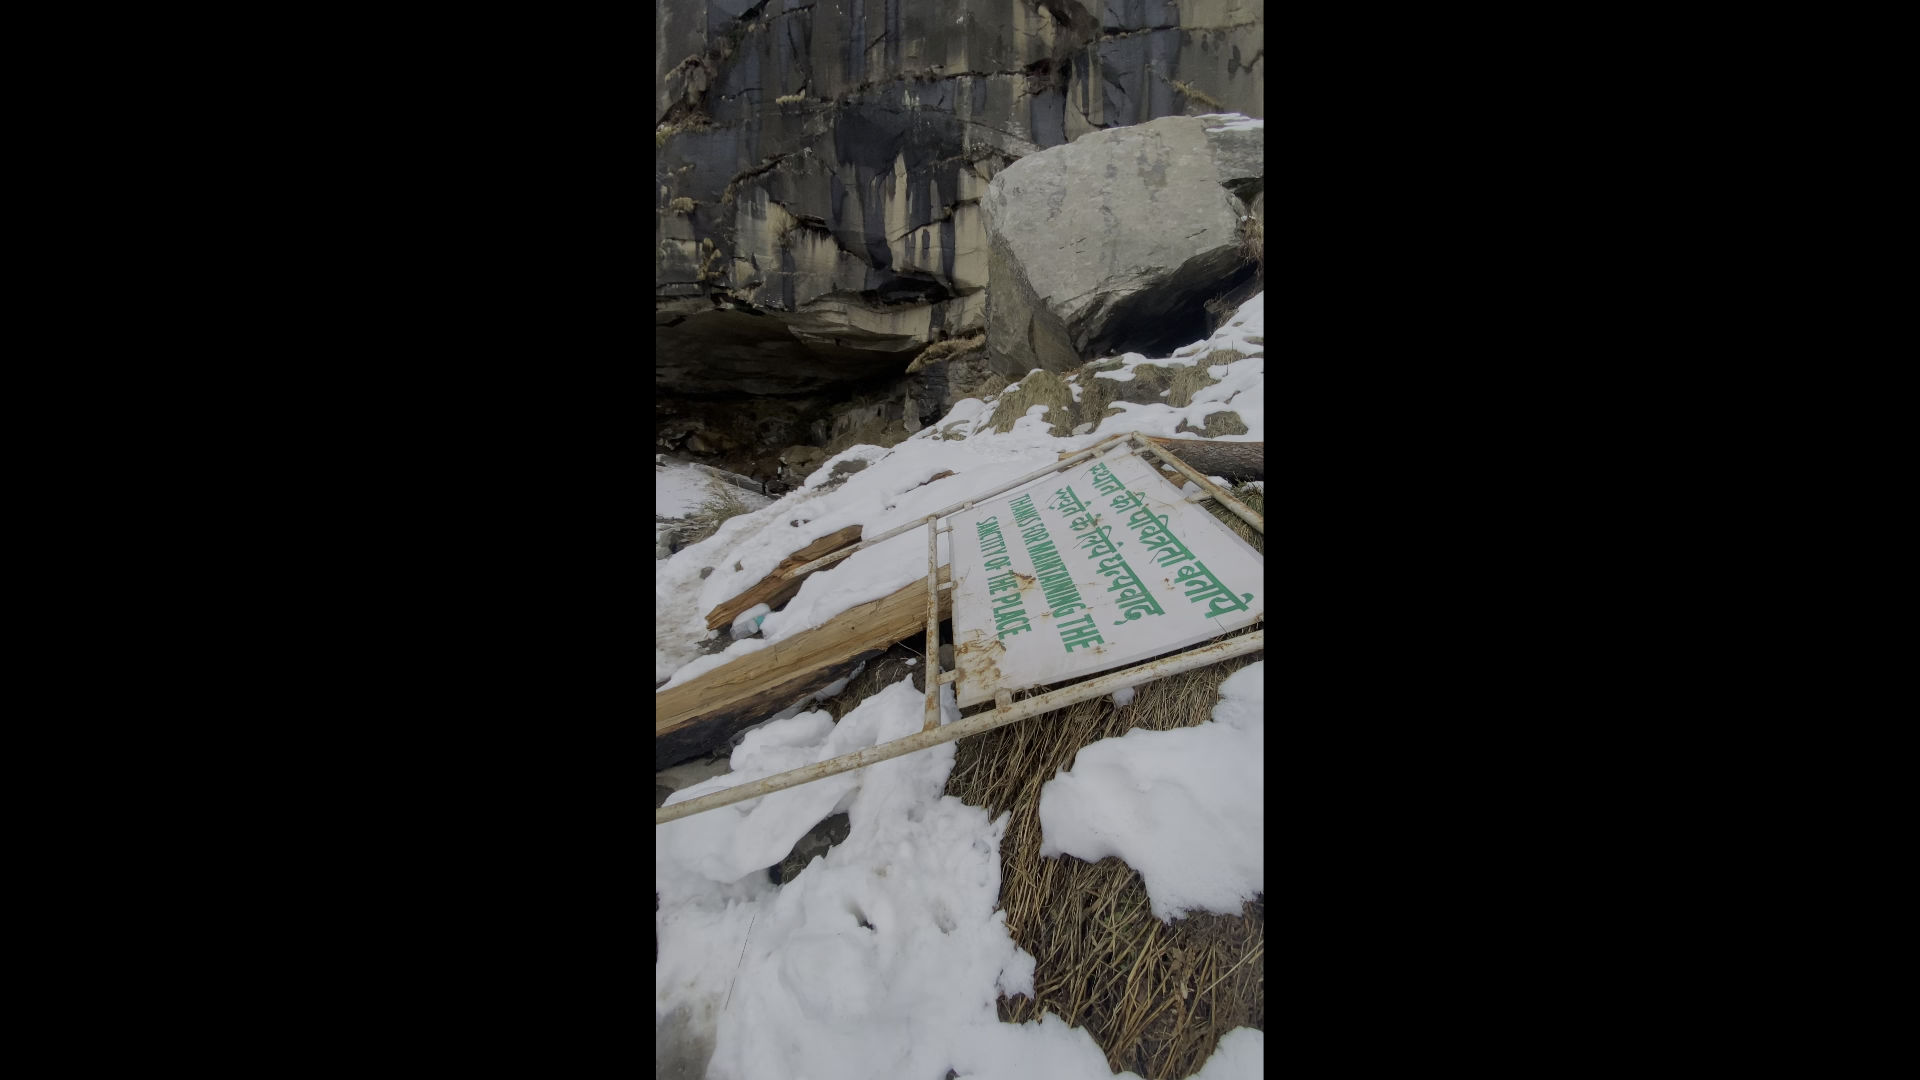 स्थान की पवित्रता बनाये
रखने के लिये धन्यवाद
THANKS FOR MAINTAINING THE
SANCTITY OF THE PLACE